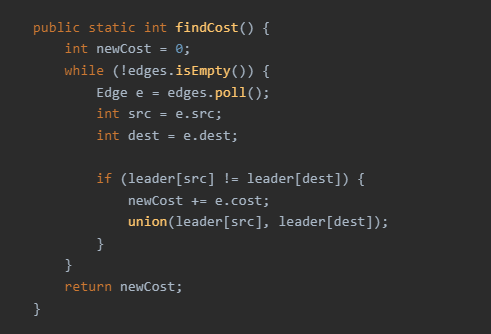 public static int findCost() {
    int newCost = 0;
    while (!edges.isEmpty()) {
        Edge e = edges.poll();
        int src = e.src;
        int dest = e.dest;

        if (leader[src] != leader[dest]) {
            newCost += e.cost;
            union(leader[src], leader[dest]);
        }
    }
    return newCost;
}